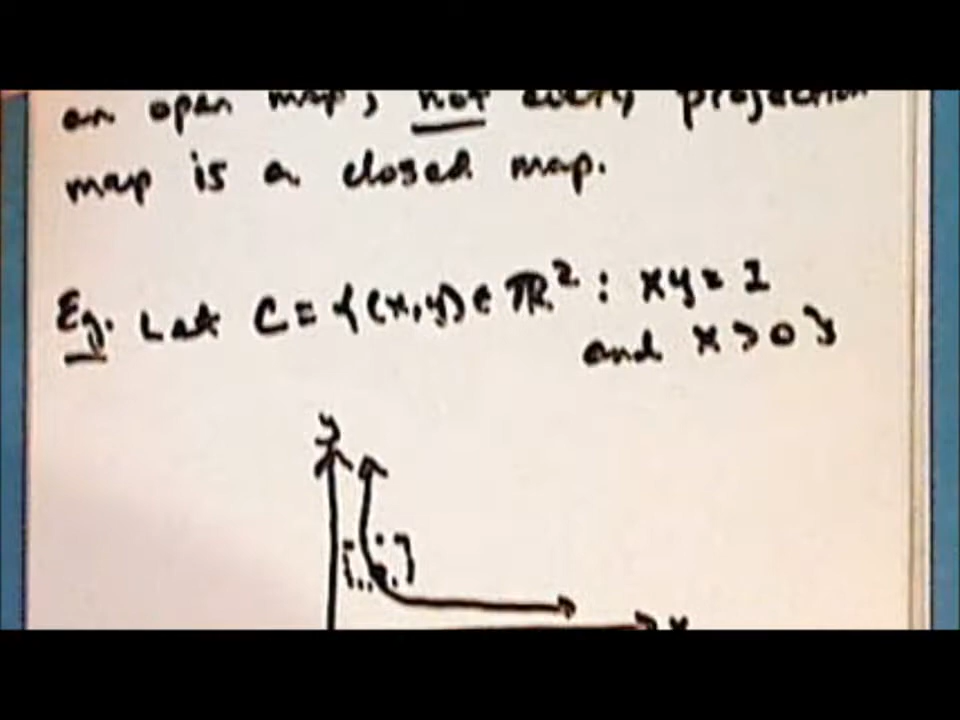 an open map, not every projection
map is a closed map.
Eg. Let C = {(x,y) ∈ ℝ² : xy = 1
and x > 0}
y
x